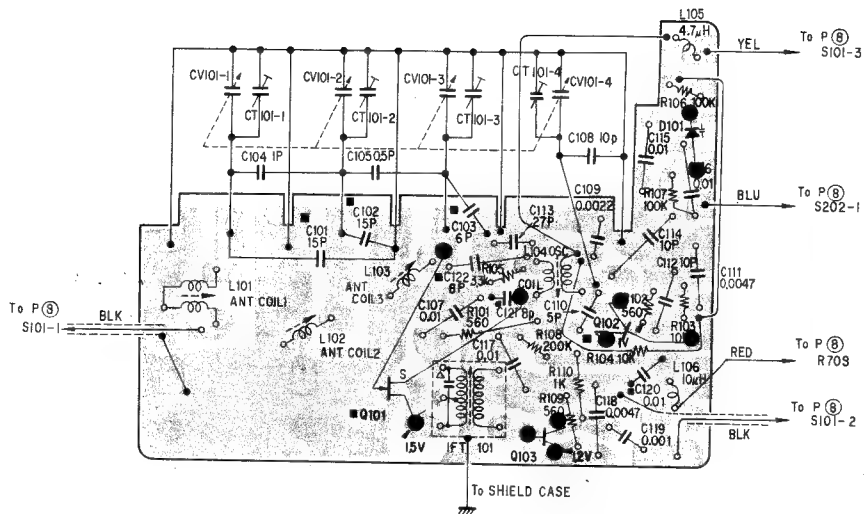 L105
4.7μH
To P⑧
YEL
S101-3
CV101-1
CT101-1
CV101-2
CT101-2
CV101-3
CT101-3
CT101-4
CV101-4
R106 100K
D101
C115
0.01
C104 1P
C105 0.5P
C108 10p
0.01
To P⑧
BLU
S202-1
C109
0.0022
R107
100K
C101
15P
C102
15P
C103
6P
C113
27P
C114
10P
L104 OSC
COIL
L103
ANT
COIL3
C122
8P
R105
33K
C112 10P
C111
0.0047
L101
ANT COIL1
C107
0.01
R101
560
C121 8p
C110
5P
R102
560
To P⑧
BLK
S101-1
L102
ANT COIL2
Q102
1V
R103
C117
0.01
R108
200K
R104 10K
RED
To P⑧
R709
S
R110
1K
L106
10μH
C120
0.01
Q101
R109
560
C118
0.0047
To P⑧
S101-2
BLK
C119
0.001
1.5V
IFT 101
Q103
1.2V
To SHIELD CASE